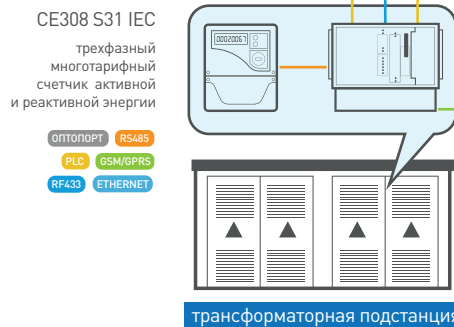 CE308 S31 IEC
трехфазный
многотарифный
счетчик активной
и реактивной энергии
ОПТОПОРТ RS485
PLC GSM/GPRS
RF433 ETHERNET
00020067
трансформаторная подстанция